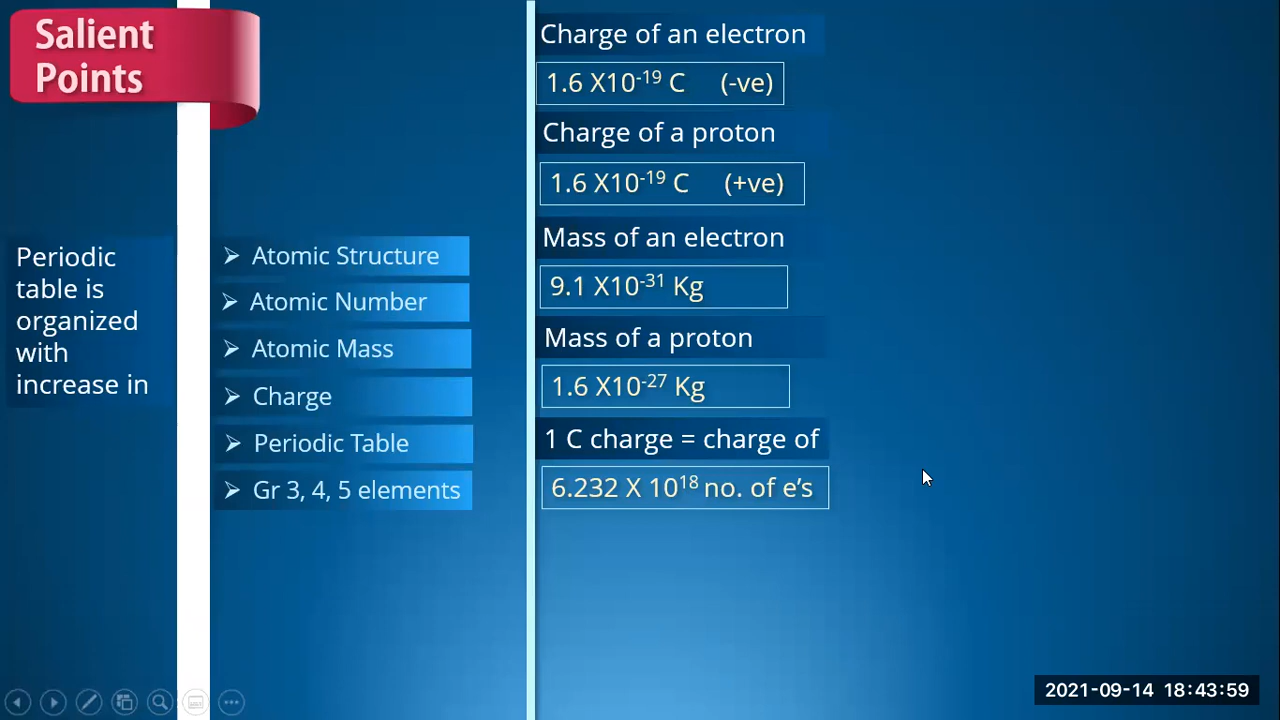 Salient
Points
Periodic
table is
organized
with
increase in
➢ Atomic Structure
➢ Atomic Number
➢ Atomic Mass
➢ Charge
➢ Periodic Table
➢ Gr 3, 4, 5 elements
Charge of an electron
1.6 X10⁻¹⁹ C (-ve)
Charge of a proton
1.6 X10⁻¹⁹ C (+ve)
Mass of an electron
9.1 X10⁻³¹ Kg
Mass of a proton
1.6 X10⁻²⁷ Kg
1 C charge = charge of
6.232 X 10¹⁸ no. of e’s
2021-09-14 18:43:59